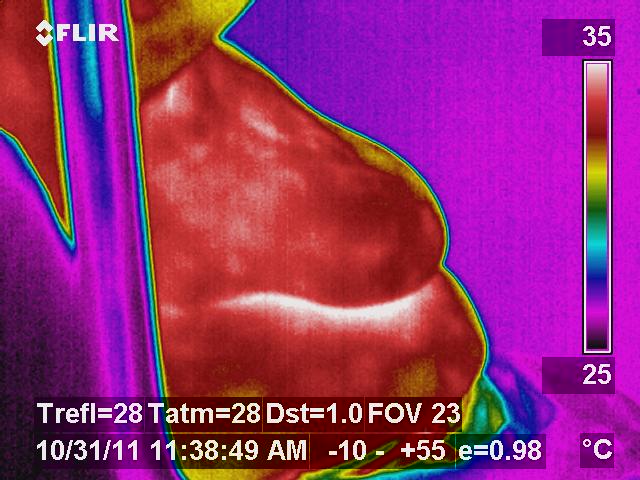 FLIR
35
25
Trefl=28 Tatm=28 Dst=1.0 FOV 23
10/31/11 11:38:49 AM -10 - +55 e=0.98 °C